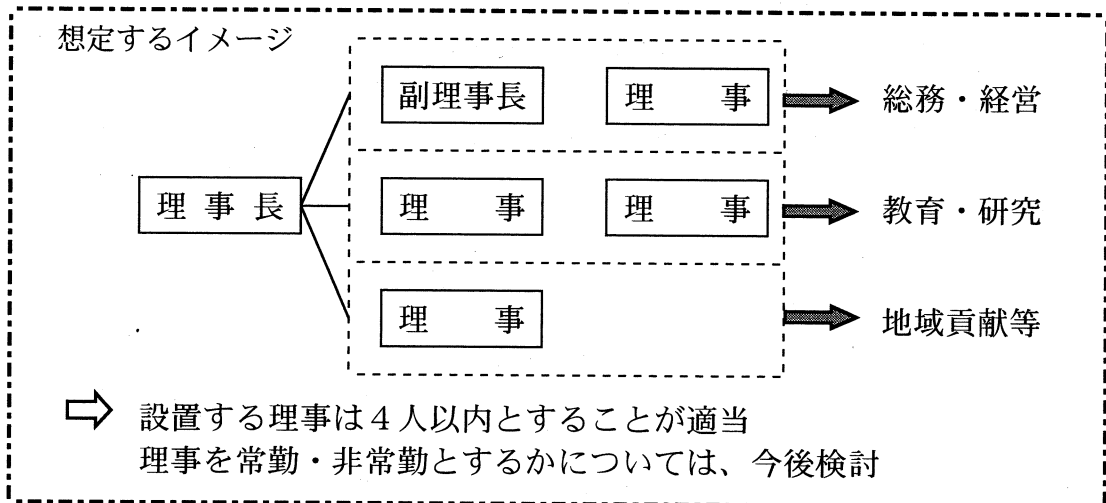 想定するイメージ
副理事長 理 事 総務・経営
理 事 長 理 事 理 事 教育・研究
理 事 地域貢献等
設置する理事は４人以内とすることが適当
理事を常勤・非常勤とするかについては、今後検討